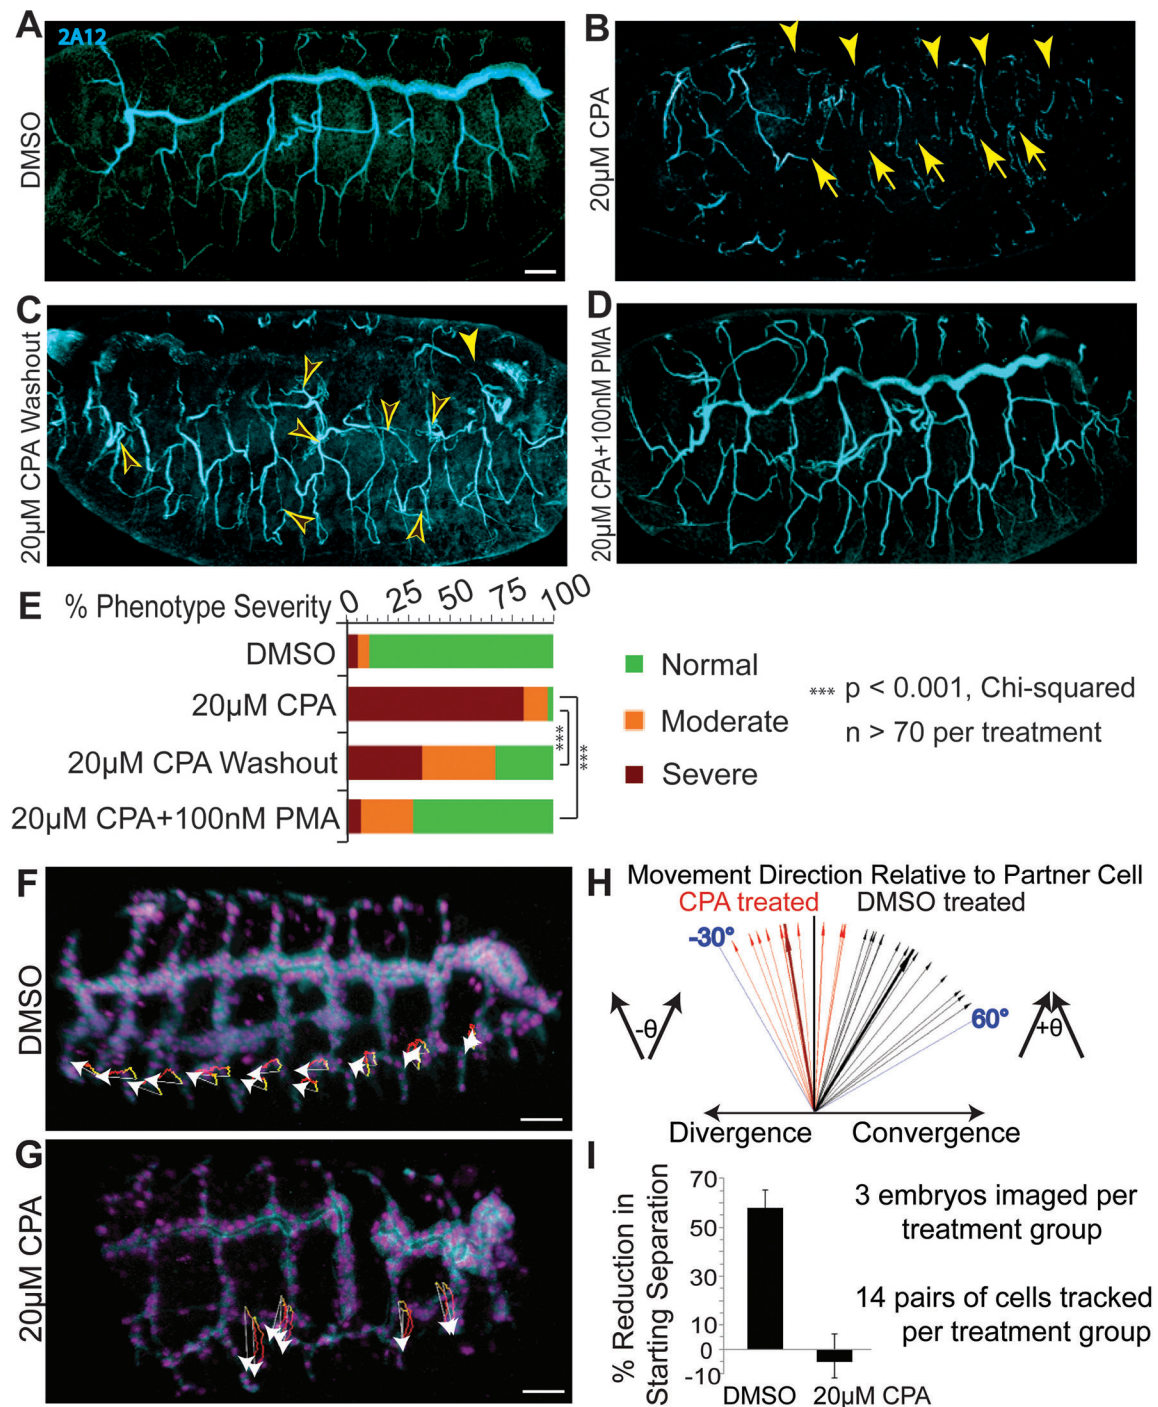 A
2A12
DMSO
B
20µM CPA
C
20µM CPA Washout
D
20µM CPA+100nM PMA
E
% Phenotype Severity
0 25 50 75 100
DMSO
20µM CPA
20µM CPA Washout
20µM CPA+100nM PMA
***
***
Normal
Moderate
Severe
*** p < 0.001, Chi-squared
n > 70 per treatment
F
DMSO
G
20µM CPA
H
Movement Direction Relative to Partner Cell
CPA treated
DMSO treated
-30°
60°
-θ
+θ
Divergence
Convergence
I
% Reduction in
Starting Separation
70
50
30
10
0
-10
DMSO
20µM CPA
3 embryos imaged per
treatment group
14 pairs of cells tracked
per treatment group